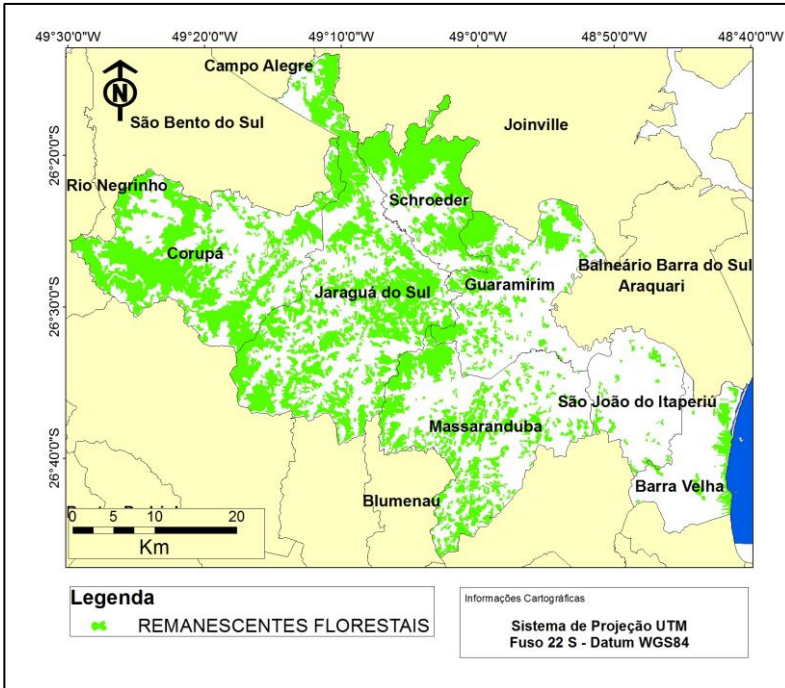 49°30'0"W 49°20'0"W 49°10'0"W 49°0'0"W 48°50'0"W 48°40'0"W
Campo Alegre
N
São Bento do Sul
Joinville
26°20'0"S
Rio Negrinho
Schroeder
Corupá
Balneário Barra do Sul
Guaramirim
Araquari
Jaraguá do Sul
26°30'0"S
São João do Itaperiú
Massaranduba
26°40'0"S
Barra Velha
Blumenau
0 5 10 20
Km
Legenda
REMANESCENTES FLORESTAIS
Informações Cartográficas
Sistema de Projeção UTM
Fuso 22 S - Datum WGS84